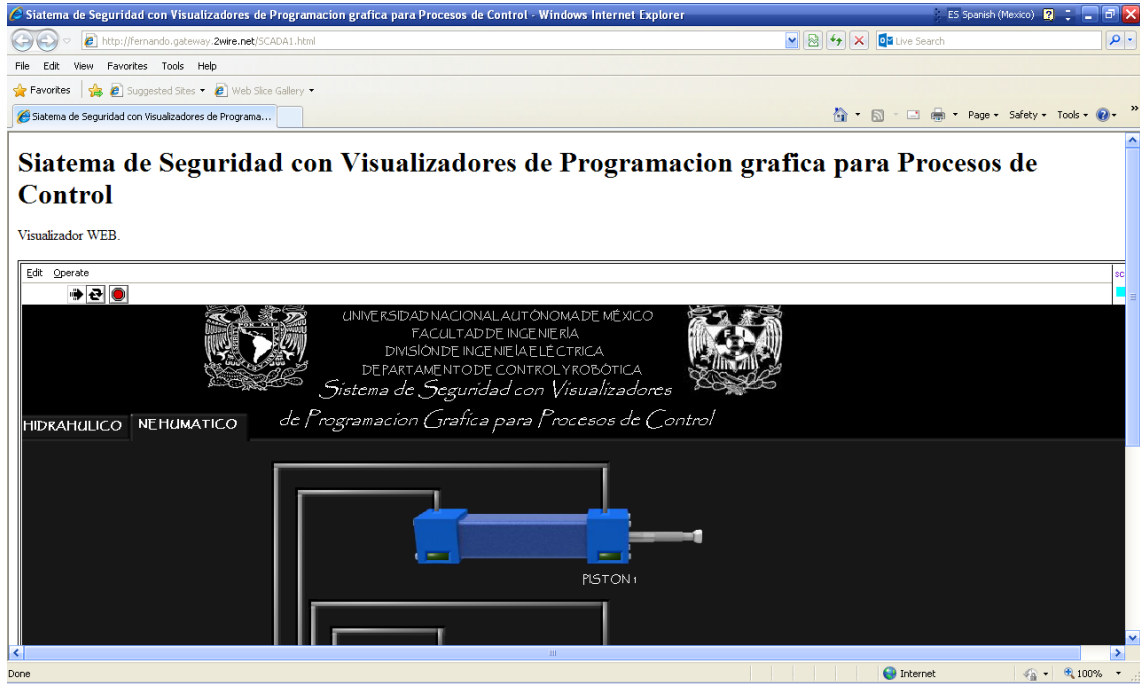 Siatema de Seguridad con Visualizadores de Programacion grafica para Procesos de Control - Windows Internet Explorer
ES Spanish (Mexico)
http://fernando.gateway.2wire.net/SCADA1.html
Live Search
File Edit View Favorites Tools Help
Favorites Suggested Sites Web Slice Gallery
Siatema de Seguridad con Visualizadores de Programa...
Page Safety Tools »
Siatema de Seguridad con Visualizadores de Programacion grafica para Procesos de
Control
Visualizador WEB.
Edit Operate
sc
UNIVERSIDAD NACIONAL AUTÓNOMA DE MÉXICO
FACULTAD DE INGENIERÍA
DIVISIÓN DE INGENIEÍA ELÉCTRICA
DEPARTAMENTO DE CONTROL Y ROBÓTICA
Sistema de Seguridad con Visualizadores
de Programacion Grafica para Procesos de Control
HIDRAHULICO NEHUMATICO
PISTON 1
Done
Internet
100%